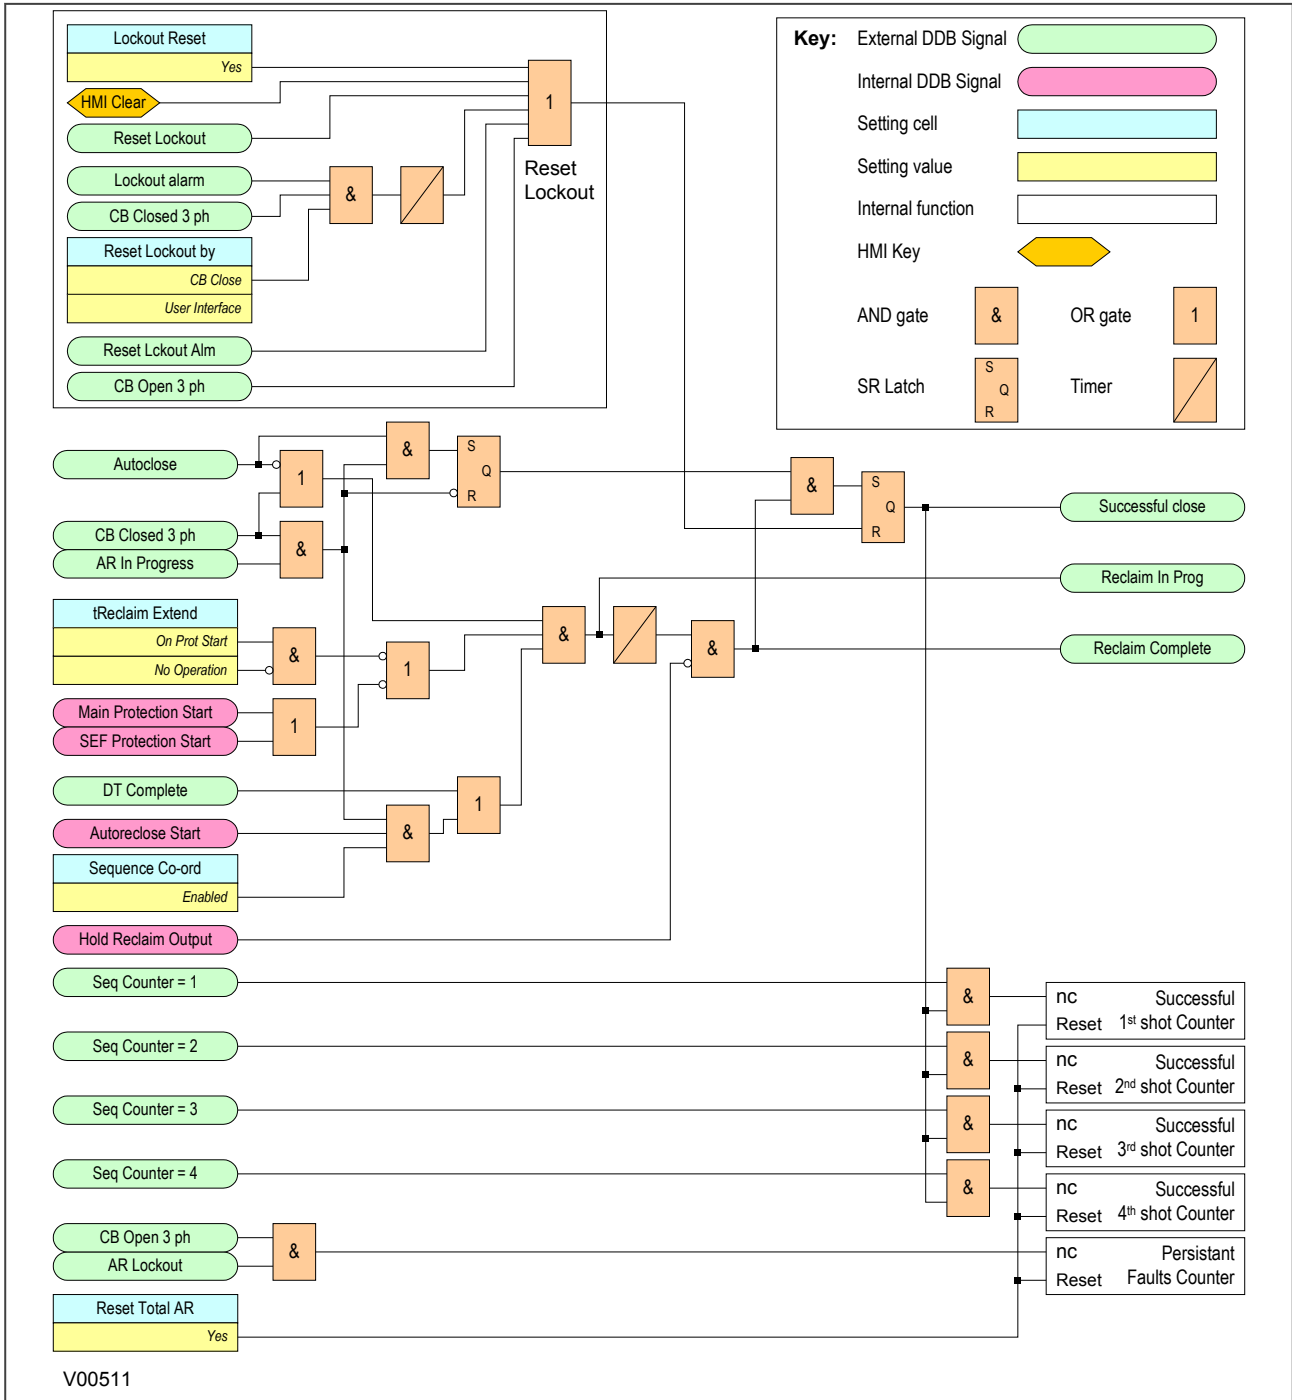 Lockout Reset
Yes
HMI Clear
Reset Lockout
Lockout alarm
CB Closed 3 ph
Reset Lockout by
CB Close
User Interface
Reset Lckout Alm
CB Open 3 ph
&
1
Reset
Lockout
Key:
External DDB Signal
Internal DDB Signal
Setting cell
Setting value
Internal function
HMI Key
AND gate
&
OR gate
1
SR Latch
S
Q
R
Timer
Autoclose
CB Closed 3 ph
AR In Progress
1
&
&
S
Q
R
&
S
Q
R
Successful close
Reclaim In Prog
Reclaim Complete
tReclaim Extend
On Prot Start
No Operation
&
1
&
&
Main Protection Start
SEF Protection Start
1
DT Complete
1
Autoreclose Start
&
Sequence Co-ord
Enabled
Hold Reclaim Output
Seq Counter = 1
&
nc Successful
Reset 1st shot Counter
Seq Counter = 2
&
nc Successful
Reset 2nd shot Counter
Seq Counter = 3
&
nc Successful
Reset 3rd shot Counter
Seq Counter = 4
&
nc Successful
Reset 4th shot Counter
CB Open 3 ph
AR Lockout
&
nc Persistant
Reset Faults Counter
Reset Total AR
Yes
V00511